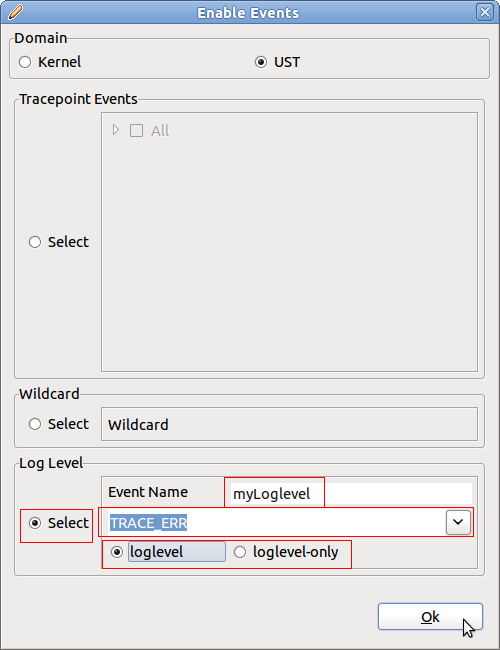 Enable Events
Domain
Kernel UST
Tracepoint Events
All
Select
Wildcard
Select Wildcard
Log Level
Event Name myLoglevel
Select TRACE_ERR
loglevel loglevel-only
Ok